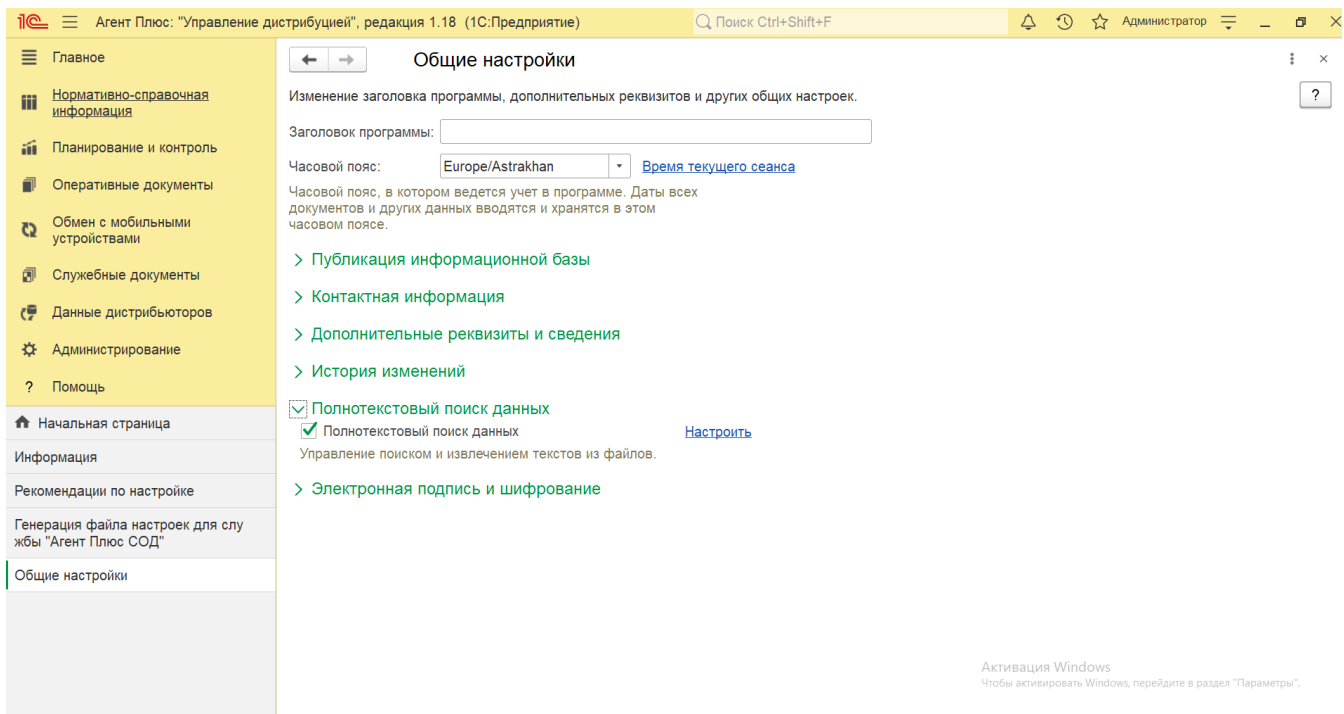 1С Агент Плюс: "Управление дистрибуцией", редакция 1.18 (1С:Предприятие) Поиск Ctrl+Shift+F Администратор
Главное
Нормативно-справочная
информация
Планирование и контроль
Оперативные документы
Обмен с мобильными
устройствами
Служебные документы
Данные дистрибьюторов
Администрирование
? Помощь
Начальная страница
Информация
Рекомендации по настройке
Генерация файла настроек для слу
жбы "Агент Плюс СОД"
Общие настройки
Общие настройки
Изменение заголовка программы, дополнительных реквизитов и других общих настроек.
?
Заголовок программы:
Часовой пояс: Europe/Astrakhan Время текущего сеанса
Часовой пояс, в котором ведется учет в программе. Даты всех
документов и других данных вводятся и хранятся в этом
часовом поясе.
Публикация информационной базы
Контактная информация
Дополнительные реквизиты и сведения
История изменений
Полнотекстовый поиск данных
Полнотекстовый поиск данных Настроить
Управление поиском и извлечением текстов из файлов.
Электронная подпись и шифрование
Активация Windows
Чтобы активировать Windows, перейдите в раздел "Параметры".